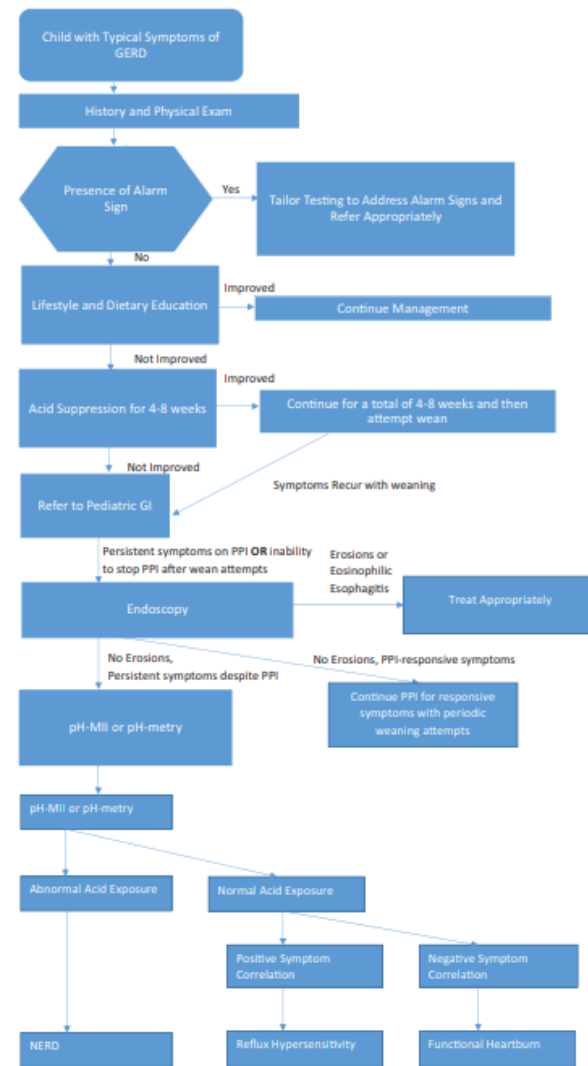 Child with Typical Symptoms of
GERD
History and Physical Exam
Presence of Alarm
Sign
Yes
Tailor Testing to Address Alarm Signs and
Refer Appropriately
No
Lifestyle and Dietary Education
Improved
Continue Management
Not Improved
Acid Suppression for 4-8 weeks
Improved
Continue for a total of 4-8 weeks and then
attempt wean
Not Improved
Symptoms Recur with weaning
Refer to Pediatric GI
Persistent symptoms on PPI OR inability
to stop PPI after wean attempts
Endoscopy
Erosions or
Eosinophilic
Esophagitis
Treat Appropriately
No Erosions,
Persistent symptoms despite PPI
No Erosions, PPI-responsive symptoms
Continue PPI for responsive
symptoms with periodic
weaning attempts
pH-MII or pH-metry
pH-MII or pH-metry
Abnormal Acid Exposure
Normal Acid Exposure
Positive Symptom
Correlation
Negative Symptom
Correlation
NERD
Reflux Hypersensitivity
Functional Heartburn